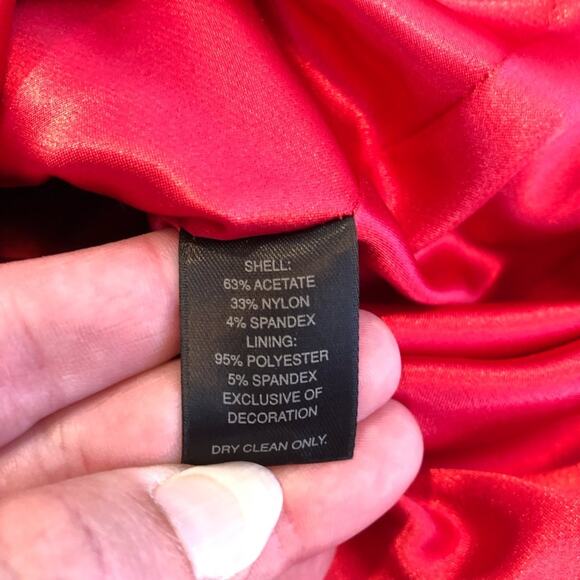 SHELL:
63% ACETATE
33% NYLON
4% SPANDEX
LINING:
95% POLYESTER
5% SPANDEX
EXCLUSIVE OF
DECORATION
DRY CLEAN ONLY.